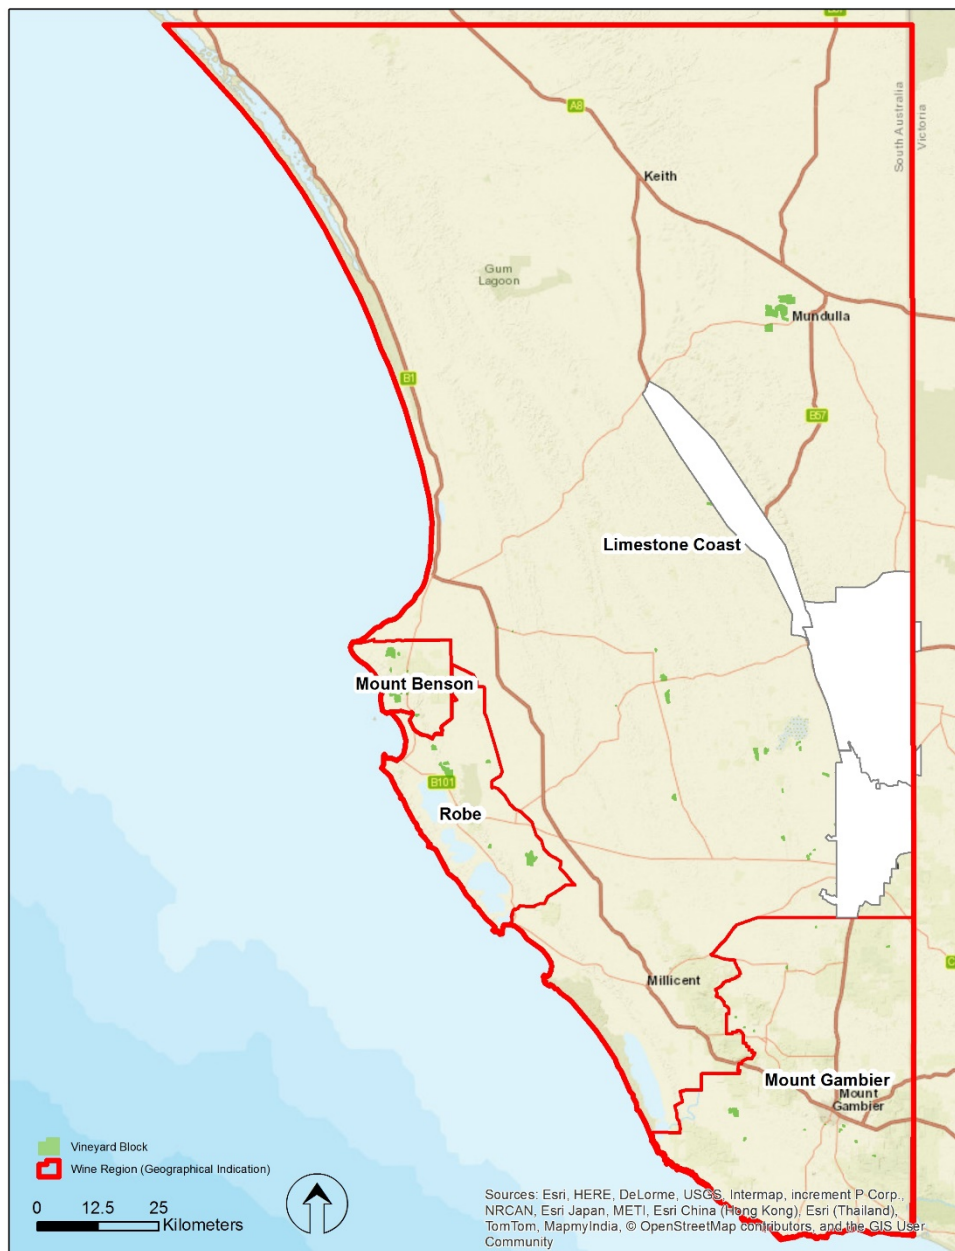 A8
South Australia
Victoria
Keith
Gum
Lagoon
Mundulla
B1
B57
Limestone Coast
Mount Benson
B101
Robe
Millicent
Mount Gambier
Mount
Gambier
Vineyard Block
Wine Region (Geographical Indication)
0 12.5 25
Kilometers
Sources: Esri, HERE, DeLorme, USGS, Intermap, increment P Corp.,
NRCAN, Esri Japan, METI, Esri China (Hong Kong), Esri (Thailand),
TomTom, MapmyIndia, © OpenStreetMap contributors, and the GIS User
Community